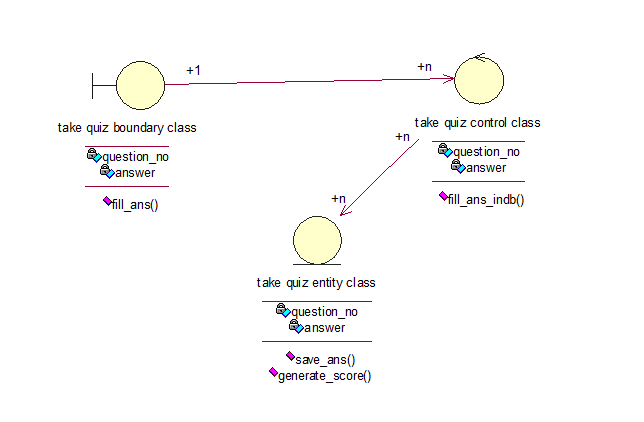 +1
+n
take quiz boundary class
question_no
answer
fill_ans()
take quiz control class
question_no
answer
fill_ans_indb()
+n
+n
take quiz entity class
question_no
answer
save_ans()
generate_score()